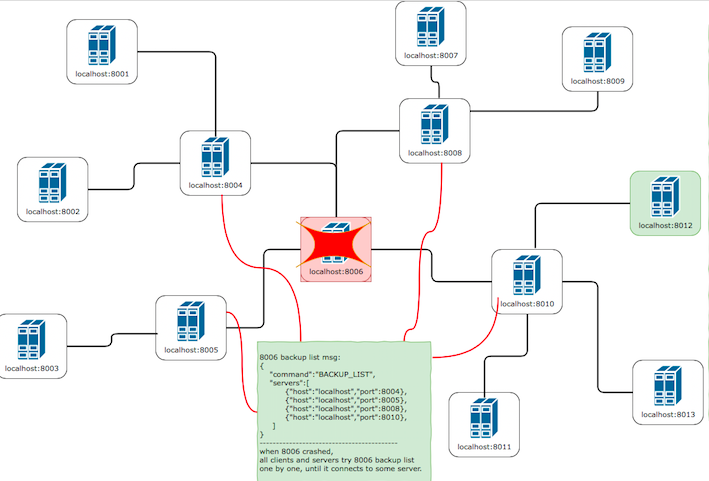 localhost:8007
localhost:8001
localhost:8009
localhost:8008
localhost:8004
localhost:8002
localhost:8012
localhost:8006
localhost:8010
localhost:8005
localhost:8003
8006 backup list msg:
{
"command":"BACKUP_LIST",
"servers":[
{"host":"localhost","port":8004},
{"host":"localhost","port":8005},
{"host":"localhost","port":8008},
{"host":"localhost","port":8010},
]
}
----------------------------------------
when 8006 crashed,
all clients and servers try 8006 backup list
one by one, until it connects to some server.
localhost:8013
localhost:8011